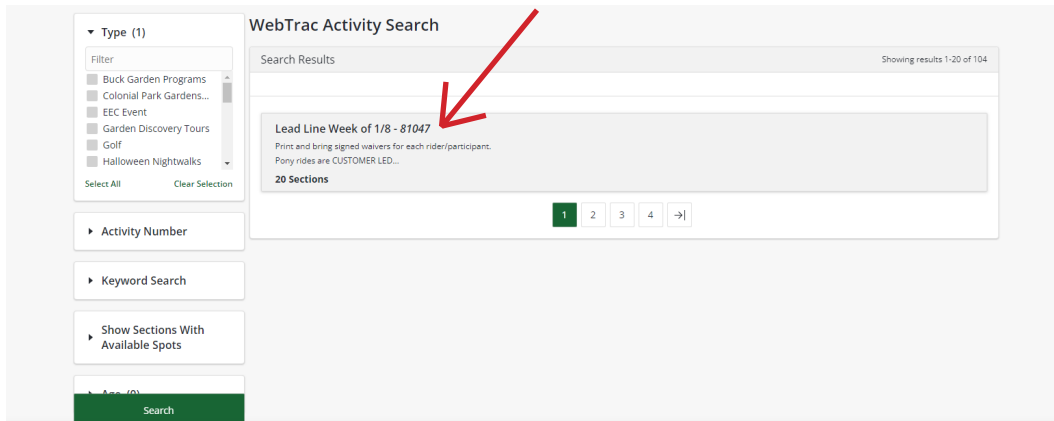 Type (1)
Filter
Buck Garden Programs
Colonial Park Gardens...
EEC Event
Garden Discovery Tours
Golf
Halloween Nightwalks
Select All Clear Selection
Activity Number
Keyword Search
Show Sections With
Available Spots
Age (0)
Search
WebTrac Activity Search
Search Results Showing results 1-20 of 104
Lead Line Week of 1/8 - 81047
Print and bring signed waivers for each rider/participant.
Pony rides are CUSTOMER LED...
20 Sections
1 2 3 4